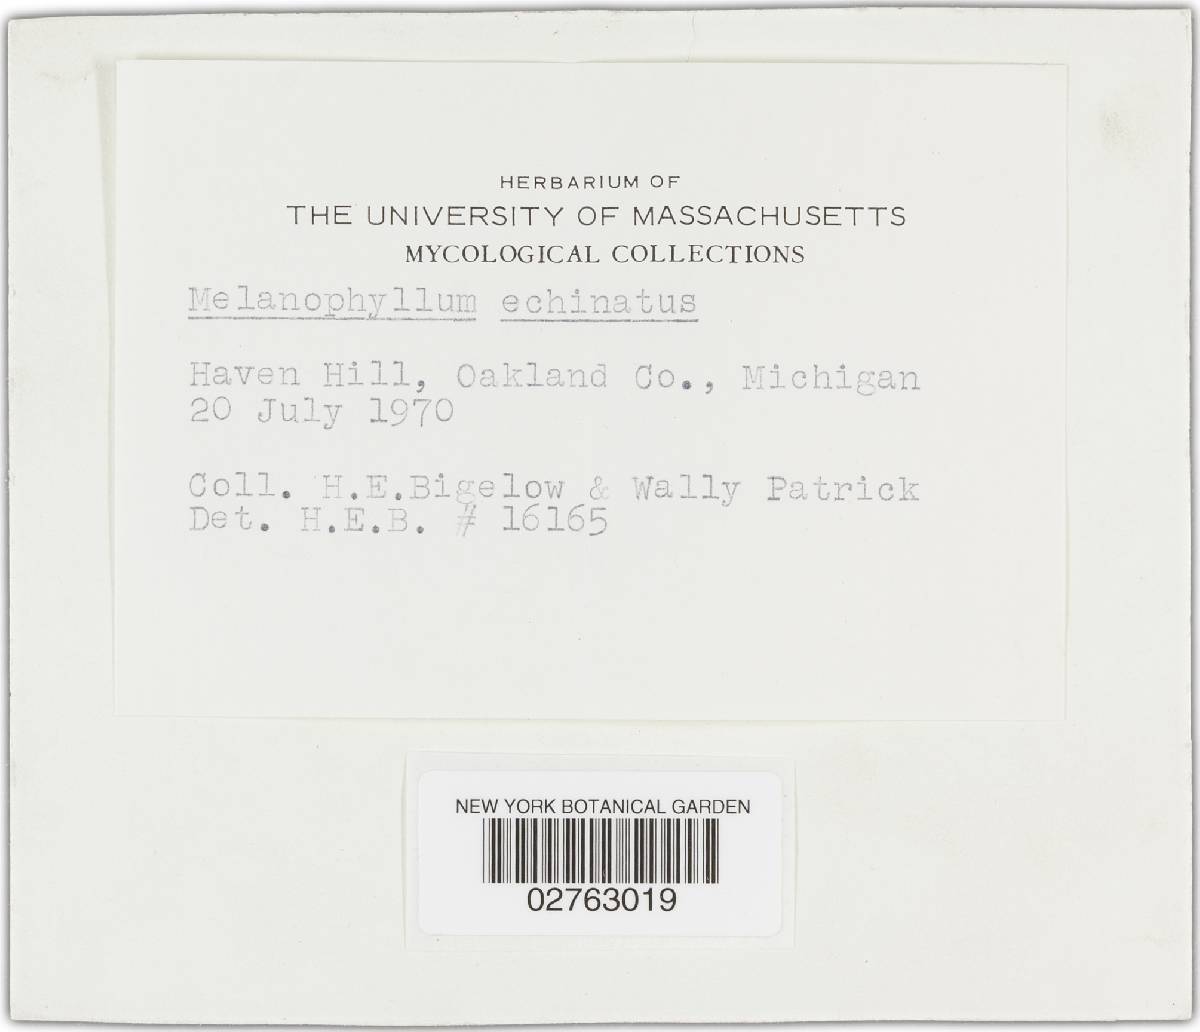 HERBARIUM OF
THE UNIVERSITY OF MASSACHUSETTS
MYCOLOGICAL COLLECTIONS
Melanophyllum echinatus
Haven Hill, Oakland Co., Michigan
20 July 1970
Coll. H.E.Bigelow & Wally Patrick
Det. H.E.B. # 16165
NEW YORK BOTANICAL GARDEN
02763019